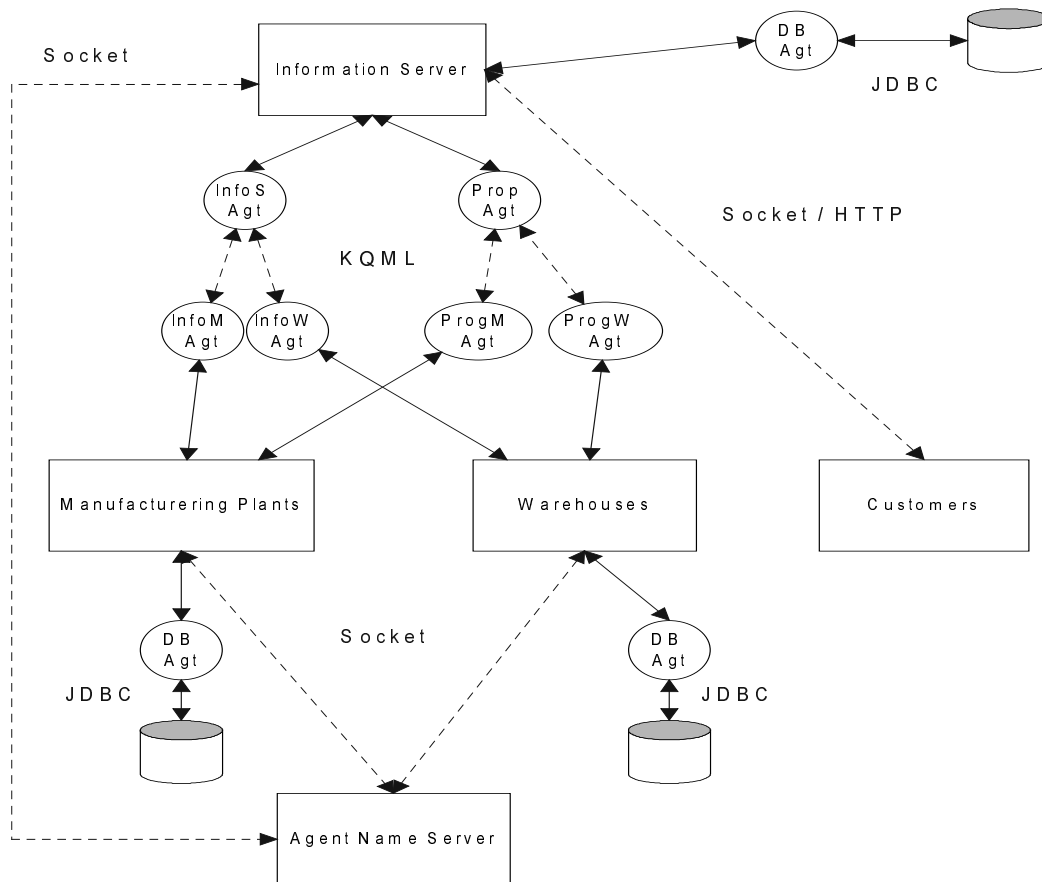 Socket
DB
Agt
Information Server
JDBC
InfoS
Agt
Prop
Agt
Socket / HTTP
KQML
InfoM
Agt
InfoW
Agt
ProgM
Agt
ProgW
Agt
Manufacturering Plants
Warehouses
Customers
DB
Agt
Socket
DB
Agt
JDBC
JDBC
Agent Name Server